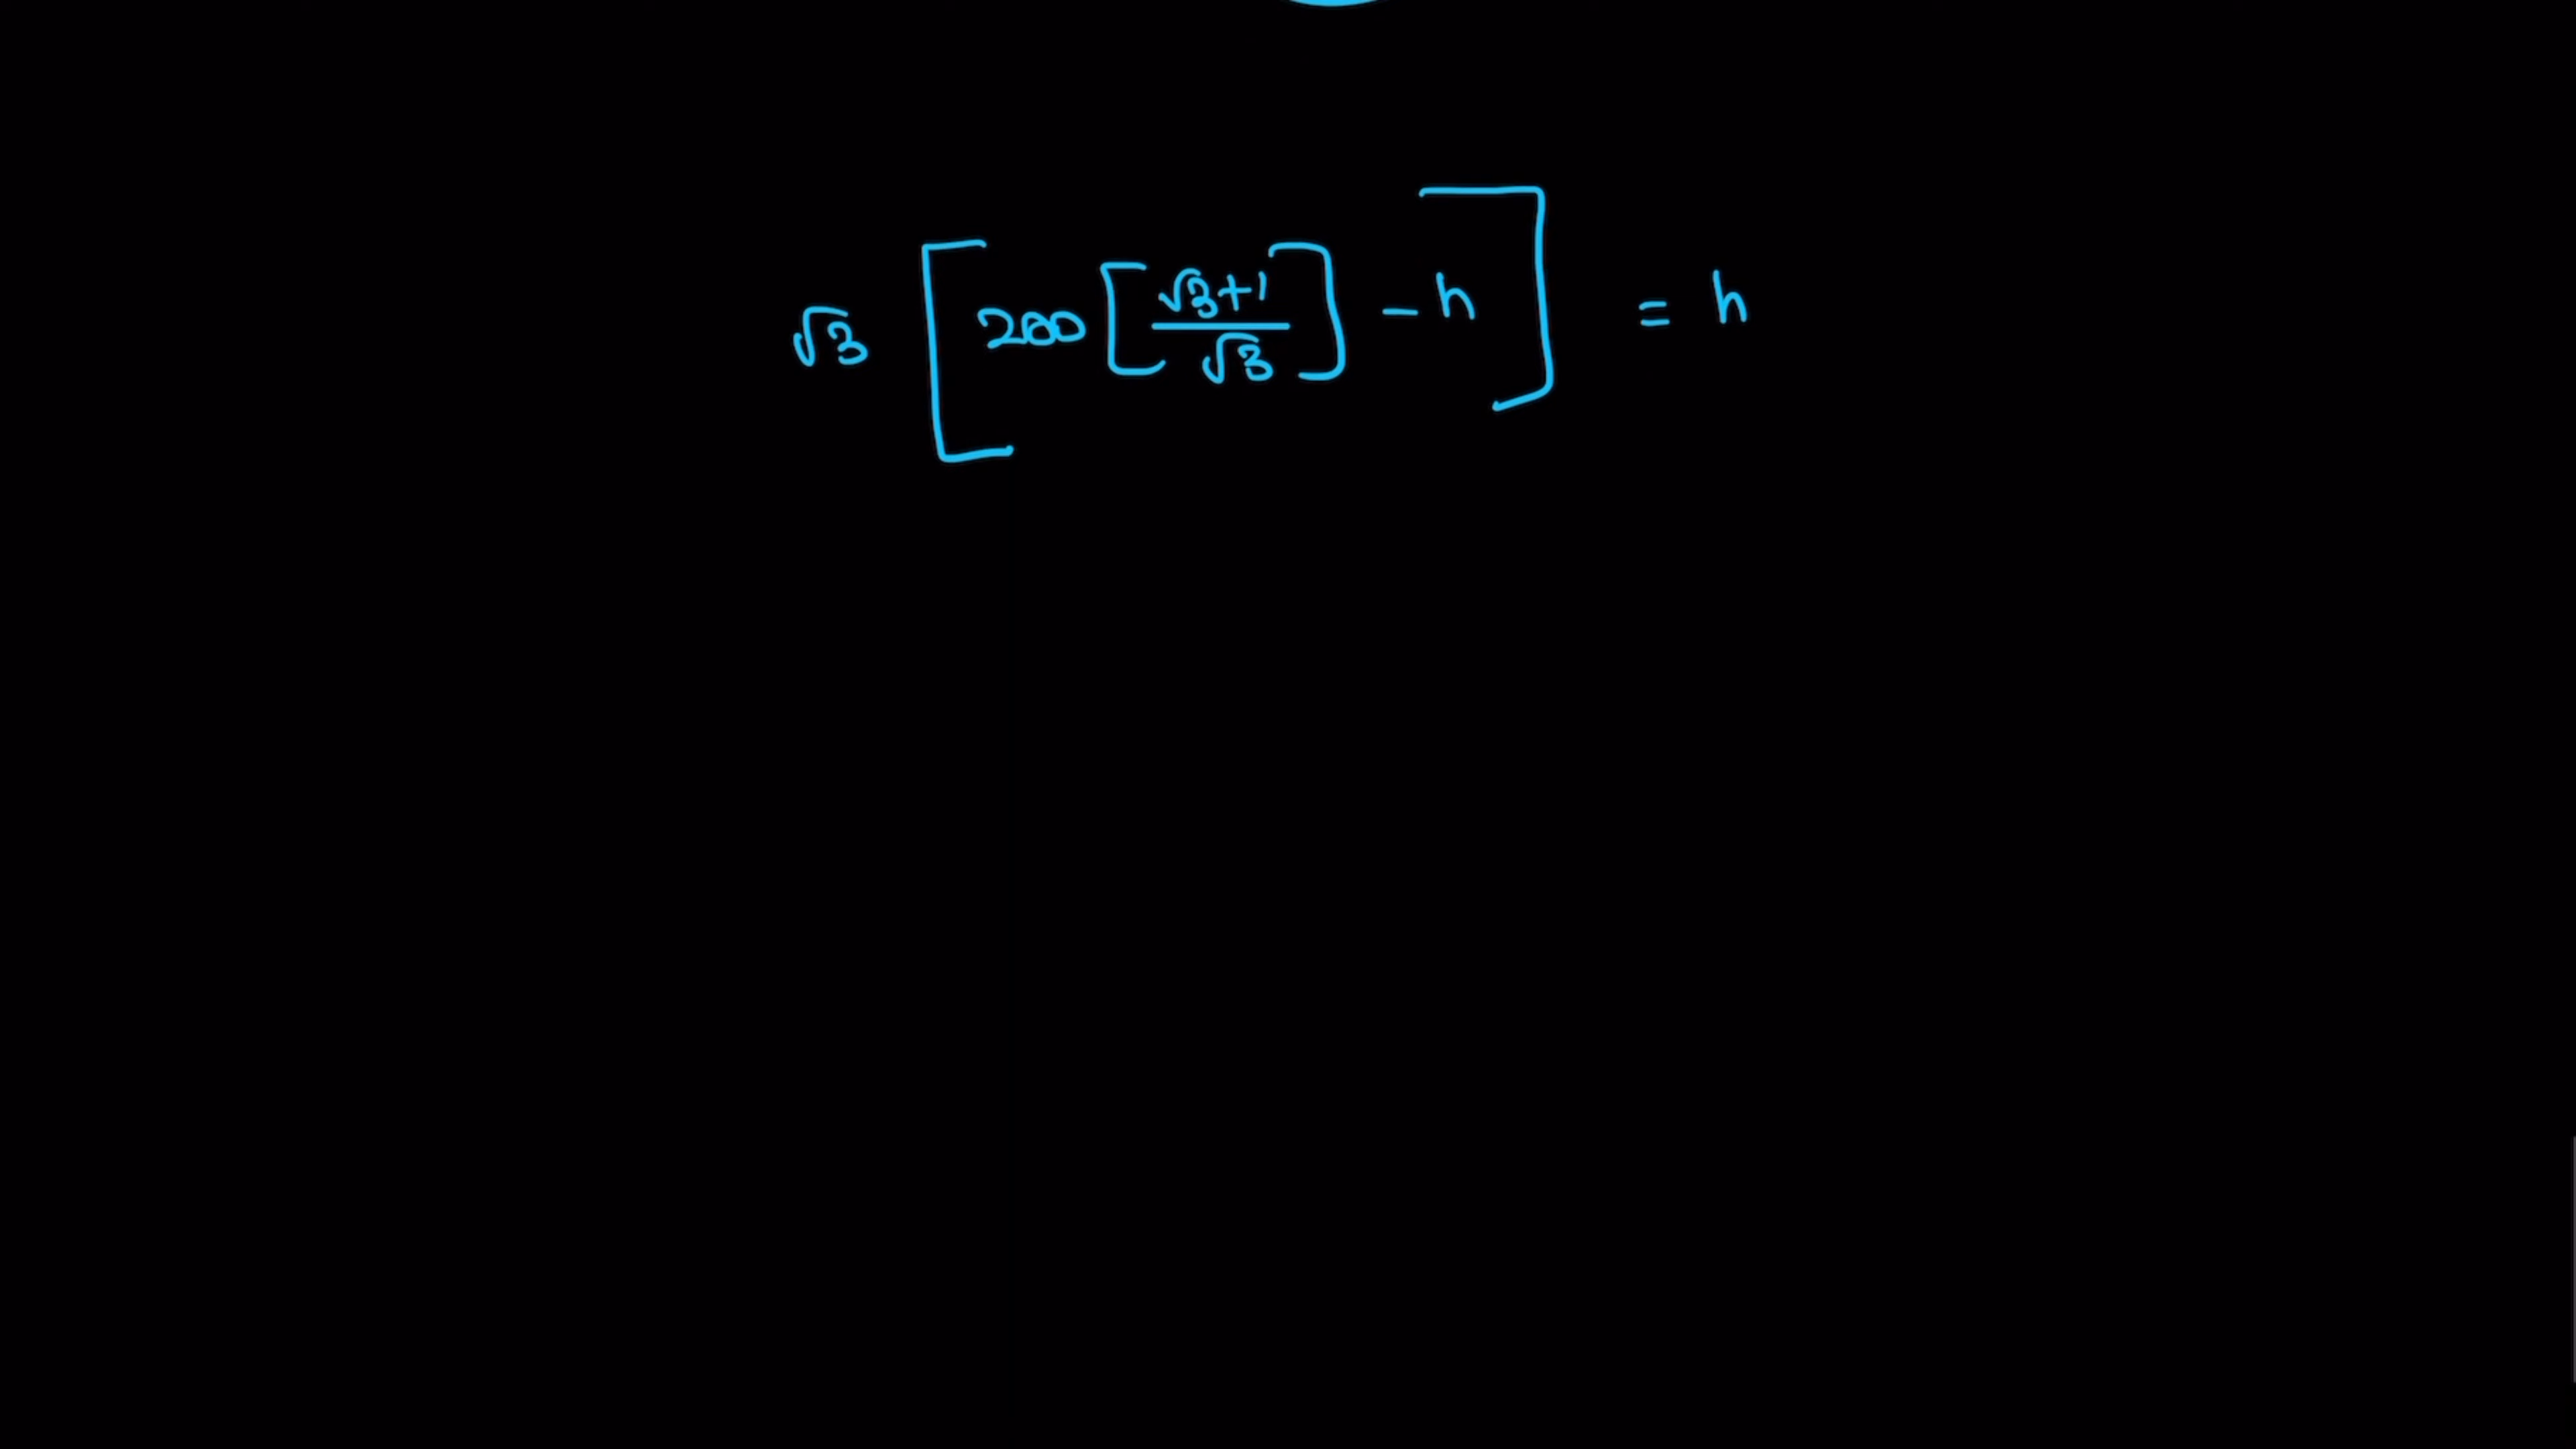 √3 [ 200 [ (√3+1)/√3 ] - h ] = h